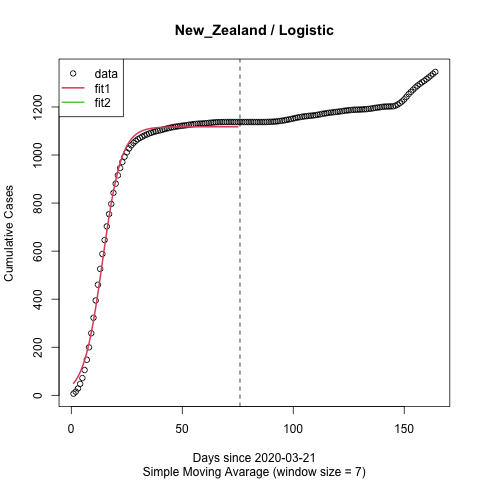 New_Zealand / Logistic
data
fit1
fit2
Cumulative Cases
0
200
400
600
800
1000
1200
0
50
100
150
Days since 2020-03-21
Simple Moving Avarage (window size = 7)